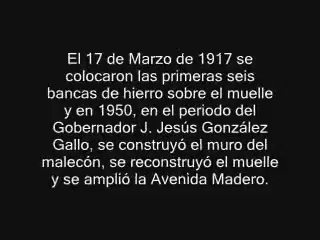 El 17 de Marzo de 1917 se
colocaron las primeras seis
bancas de hierro sobre el muelle
y en 1950, en el periodo del
Gobernador J. Jesús González
Gallo, se construyó el muro del
malecón, se reconstruyó el muelle
y se amplió la Avenida Madero.